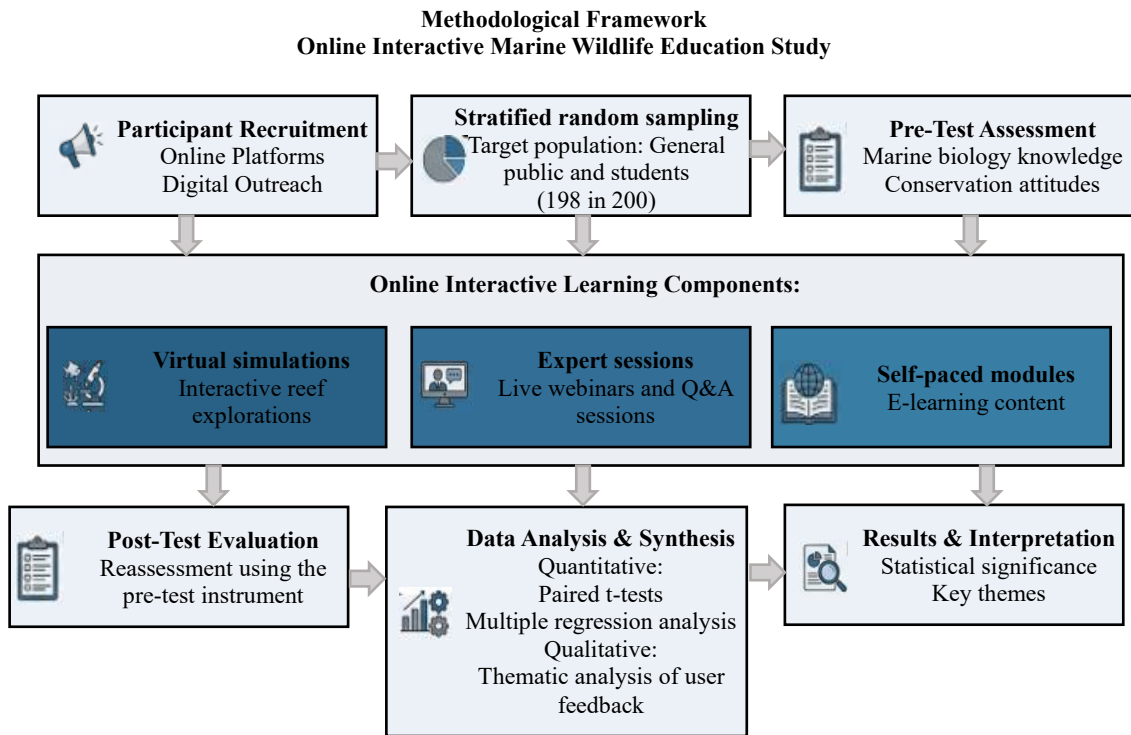 Methodological Framework
Online Interactive Marine Wildlife Education Study
Participant Recruitment
Online Platforms
Digital Outreach
Stratified random sampling
Target population: General
public and students
(198 in 200)
Pre-Test Assessment
Marine biology knowledge
Conservation attitudes
Online Interactive Learning Components:
Virtual simulations
Interactive reef
explorations
Expert sessions
Live webinars and Q&A
sessions
Self-paced modules
E-learning content
Post-Test Evaluation
Reassessment using the
pre-test instrument
Data Analysis & Synthesis
Quantitative:
Paired t-tests
Multiple regression analysis
Qualitative:
Thematic analysis of user
feedback
Results & Interpretation
Statistical significance
Key themes